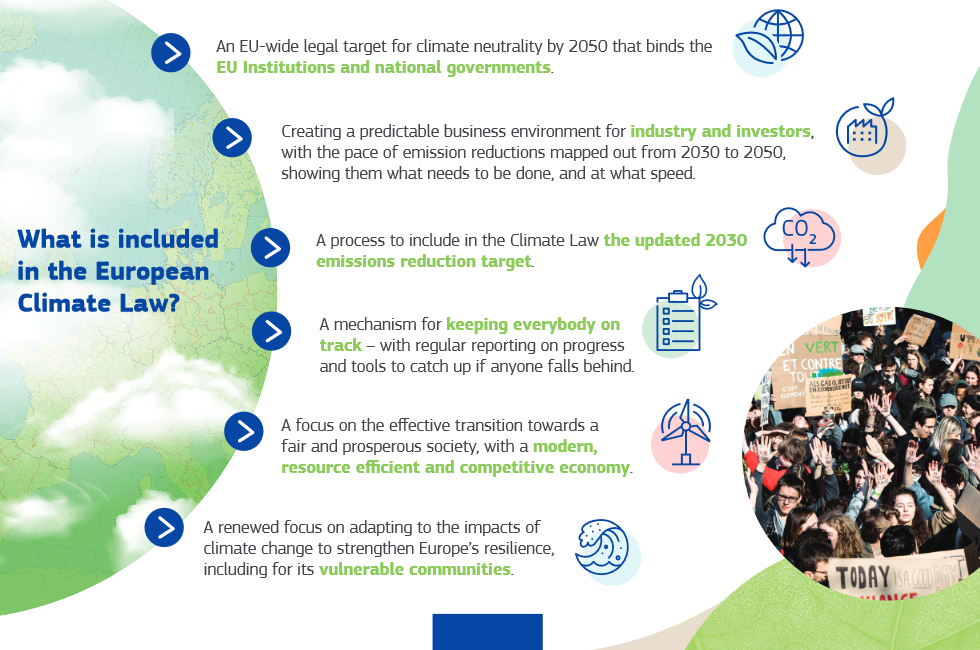 An EU-wide legal target for climate neutrality by 2050 that binds the
EU Institutions and national governments.
Creating a predictable business environment for industry and investors,
with the pace of emission reductions mapped out from 2030 to 2050,
showing them what needs to be done, and at what speed.
What is included
in the European
Climate Law?
A process to include in the Climate Law the updated 2030
emissions reduction target.
CO2
A mechanism for keeping everybody on
track – with regular reporting on progress
and tools to catch up if anyone falls behind.
A focus on the effective transition towards a
fair and prosperous society, with a modern,
resource efficient and competitive economy.
A renewed focus on adapting to the impacts of
climate change to strengthen Europe's resilience,
including for its vulnerable communities.
VERT
ET CONTRE
TODAY IS A GOOD DAY